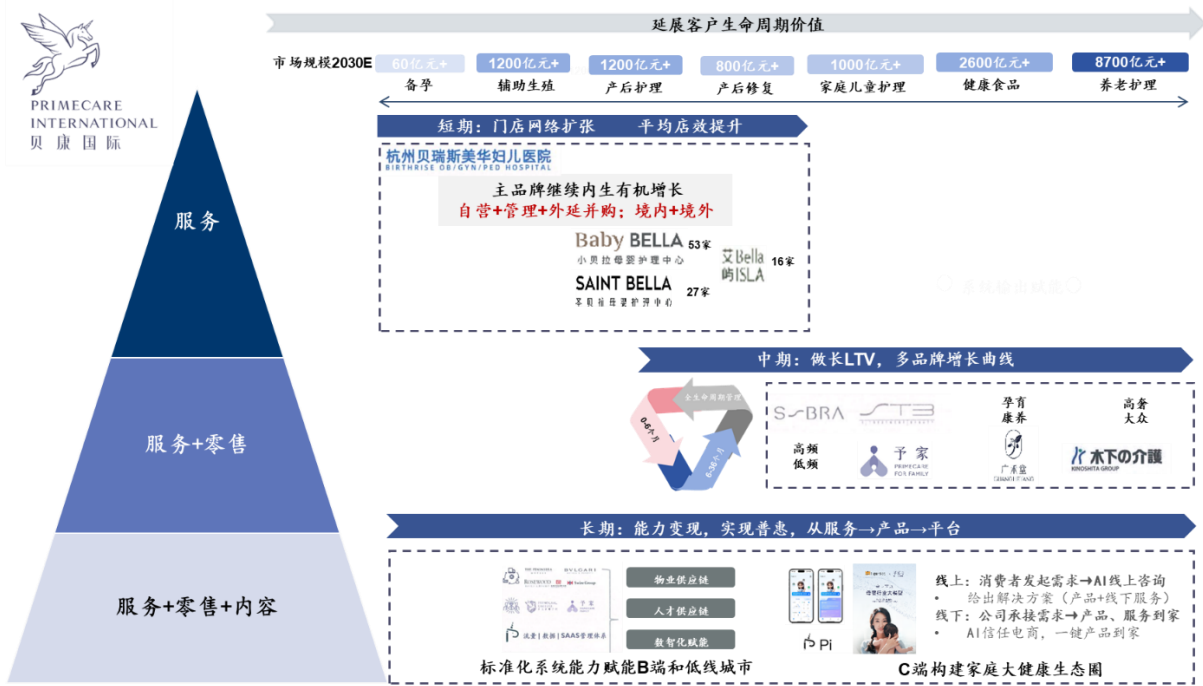 延展客户生命周期价值
PRIMECARE
INTERNATIONAL
贝康国际
市场规模2030E
60亿元+
1200亿元+
1200亿元+
800亿元+
1000亿元+
2600亿元+
8700亿元+
备孕
辅助生殖
产后护理
产后修复
家庭儿童护理
健康食品
养老护理
短期：门店网络扩张 平均店效提升
杭州贝瑞斯美华妇儿医院
BIRTHRISE OB/GYN/PED HOSPITAL
主品牌继续内生有机增长
自营+管理+外延并购；境内+境外
Baby BELLA 53家
小贝拉母婴护理中心
艾Bella
屿ISLA
16家
SAINT BELLA 27家
圣贝拉母婴护理中心
服务
中期：做长LTV，多品牌增长曲线
全生命周期管理
0-6个月
6-36个月
S-BRA
孕育
康养
高奢
大众
高频
低频
予家
PRIMECARE
FOR FAMILY
广禾堂
木下の介護
KINOSHITA GROUP
服务+零售
长期：能力变现，实现普惠，从服务→产品→平台
BVLGARI
予家
流量|数据|SAAS管理体系
物业供应链
人才供应链
数智化赋能
标准化系统能力赋能B端和低线城市
Pi
线上：消费者发起需求→AI线上咨询
• 给出解决方案（产品+线下服务）
线下：公司承接需求→产品、服务到家
• AI信任电商，一键产品到家
C端构建家庭大健康生态圈
服务+零售+内容